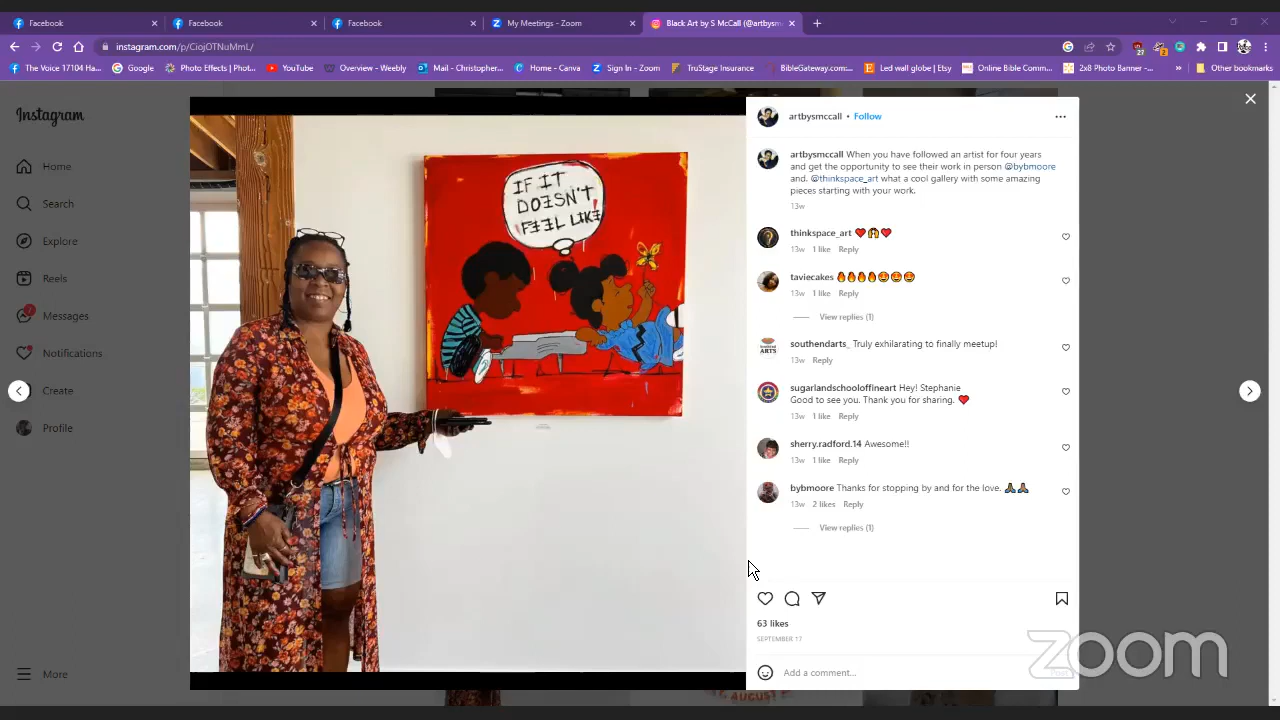 Facebook
Facebook
My Meetings - Zoom
Black Art by S McCall (@artbysm
instagram.com/p/CiojOTNuMmL/
The Voice 17104 Ha...
Google
Photo Effects | Phot...
YouTube
Overview - Weebly
Mail - Christopher...
Home - Canva
Sign In - Zoom
TruStage Insurance
BibleGateway.com:...
Led wall globe | Etsy
Online Bible Comm...
2x8 Photo Banner -...
»
Other bookmarks
Instagram
Home
Search
Explore
Reels
Messages
Notifications
Create
Profile
More
IF IT
DOESN'T
FEEL LIKE
artbysmccall • Follow
artbysmccall When you have followed an artist for four years
and get the opportunity to see their work in person @bybmoore
and. @thinkspace_art what a cool gallery with some amazing
pieces starting with your work.
13w
thinkspace_art
13w 1 like Reply
taviecakes
13w 1 like Reply
View replies (1)
southendarts_ Truly exhilarating to finally meetup!
13w Reply
sugarlandschooloffineart Hey! Stephanie
Good to see you. Thank you for sharing.
13w 1 like Reply
sherry.radford.14 Awesome!!
13w 1 like Reply
bybmoore Thanks for stopping by and for the love.
13w 2 likes Reply
View replies (1)
63 likes
SEPTEMBER 17
Add a comment...
zoom